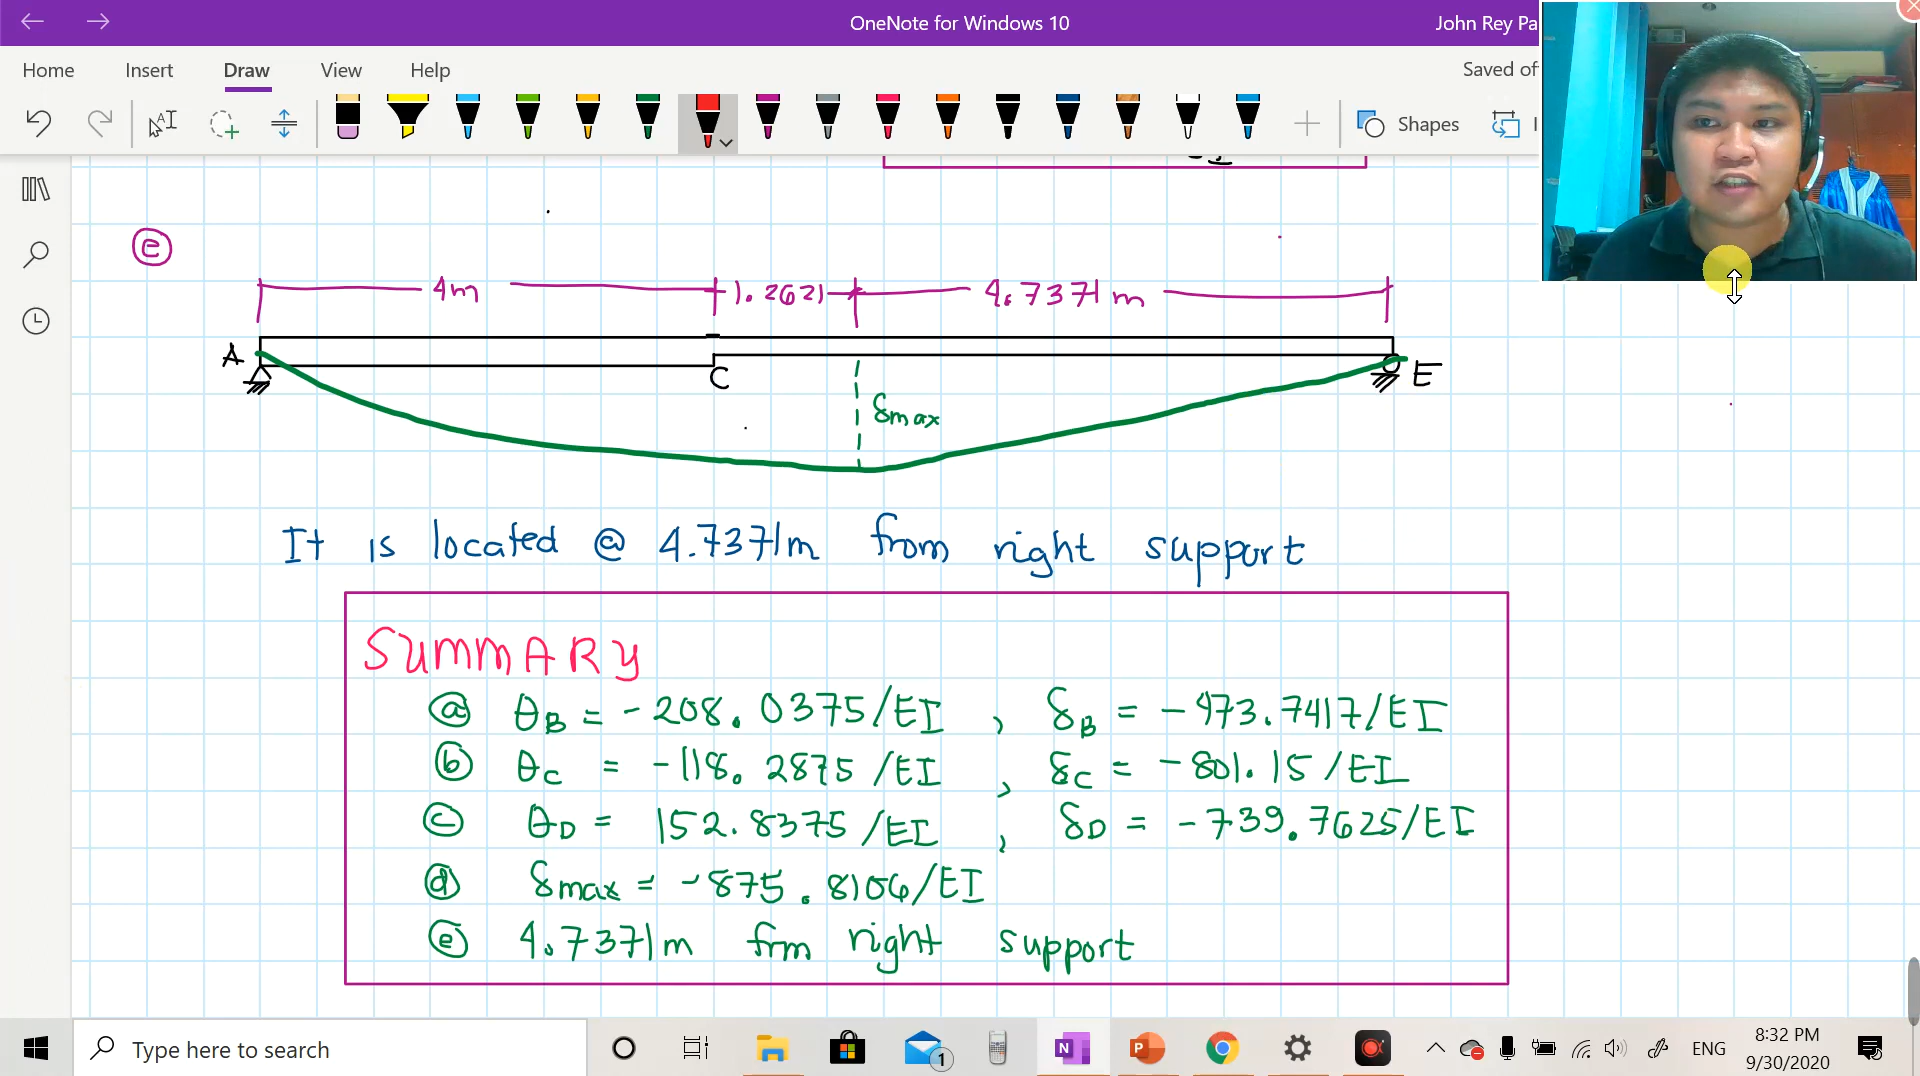 OneNote for Windows 10
John Rey Pa
Home Insert Draw View Help
Saved of
Shapes
e
4m 1.2621 4.7371 m
A
C
E
δmax
It is located @ 4.7371m from right support
SUMMARY
a θB = -208.0375/EI , δB = -473.7417/EI
b θC = -118.2875/EI , δC = -801.15/EI
c θD = 152.8375/EI , δD = -739.7625/EI
d δmax = -875.8106/EI
e 4.7371m frm right support
Type here to search
1
ENG
8:32 PM
9/30/2020